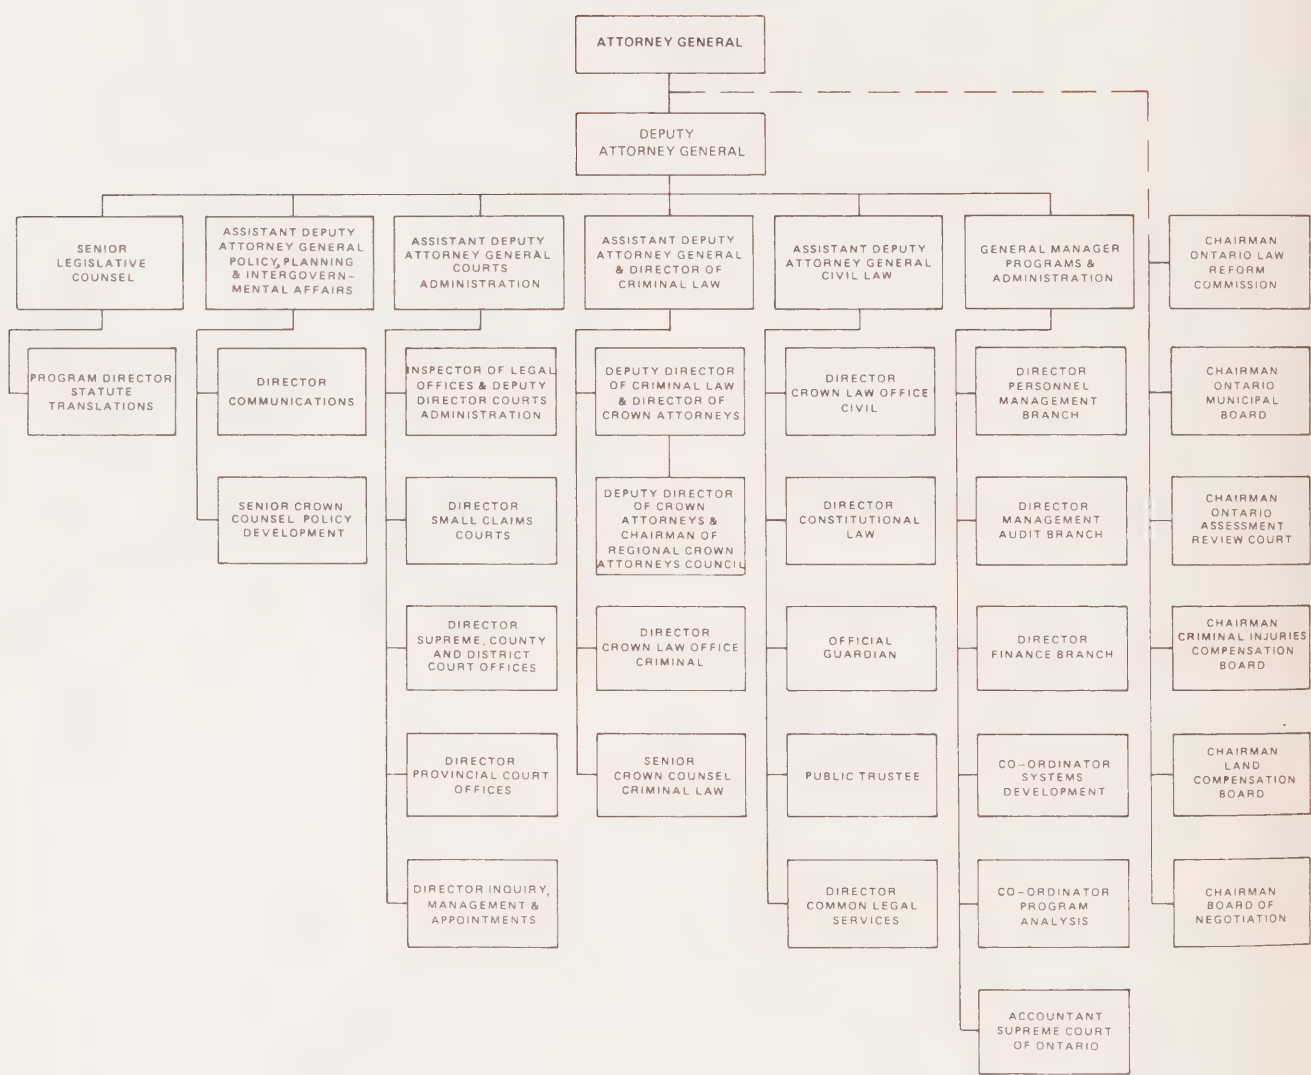 ATTORNEY GENERAL
DEPUTY
ATTORNEY GENERAL
SENIOR
LEGISLATIVE
COUNSEL
ASSISTANT DEPUTY
ATTORNEY GENERAL
POLICY, PLANNING
& INTERGOVERN–
MENTAL AFFAIRS
ASSISTANT DEPUTY
ATTORNEY GENERAL
COURTS
ADMINISTRATION
ASSISTANT DEPUTY
ATTORNEY GENERAL
& DIRECTOR OF
CRIMINAL LAW
ASSISTANT DEPUTY
ATTORNEY GENERAL
CIVIL LAW
GENERAL MANAGER
PROGRAMS &
ADMINISTRATION
CHAIRMAN
ONTARIO LAW
REFORM
COMMISSION
PROGRAM DIRECTOR
STATUTE
TRANSLATIONS
DIRECTOR
COMMUNICATIONS
INSPECTOR OF LEGAL
OFFICES & DEPUTY
DIRECTOR COURTS
ADMINISTRATION
DEPUTY DIRECTOR
OF CRIMINAL LAW
& DIRECTOR OF
CROWN ATTORNEYS
DIRECTOR
CROWN LAW OFFICE
CIVIL
DIRECTOR
PERSONNEL
MANAGEMENT
BRANCH
CHAIRMAN
ONTARIO
MUNICIPAL
BOARD
SENIOR CROWN
COUNSEL POLICY
DEVELOPMENT
DIRECTOR
SMALL CLAIMS
COURTS
DEPUTY DIRECTOR
OF CROWN
ATTORNEYS &
CHAIRMAN OF
REGIONAL CROWN
ATTORNEYS COUNCIL
DIRECTOR
CONSTITUTIONAL
LAW
DIRECTOR
MANAGEMENT
AUDIT BRANCH
CHAIRMAN
ONTARIO
ASSESSMENT
REVIEW COURT
DIRECTOR
SUPREME, COUNTY
AND DISTRICT
COURT OFFICES
DIRECTOR
CROWN LAW OFFICE
CRIMINAL
OFFICIAL
GUARDIAN
DIRECTOR
FINANCE BRANCH
CHAIRMAN
CRIMINAL INJURIES
COMPENSATION
BOARD
DIRECTOR
PROVINCIAL COURT
OFFICES
SENIOR
CROWN COUNSEL
CRIMINAL LAW
PUBLIC TRUSTEE
CO–ORDINATOR
SYSTEMS
DEVELOPMENT
CHAIRMAN
LAND
COMPENSATION
BOARD
DIRECTOR INQUIRY,
MANAGEMENT &
APPOINTMENTS
DIRECTOR
COMMON LEGAL
SERVICES
CO–ORDINATOR
PROGRAM
ANALYSIS
CHAIRMAN
BOARD OF
NEGOTIATION
ACCOUNTANT
SUPREME COURT
OF ONTARIO